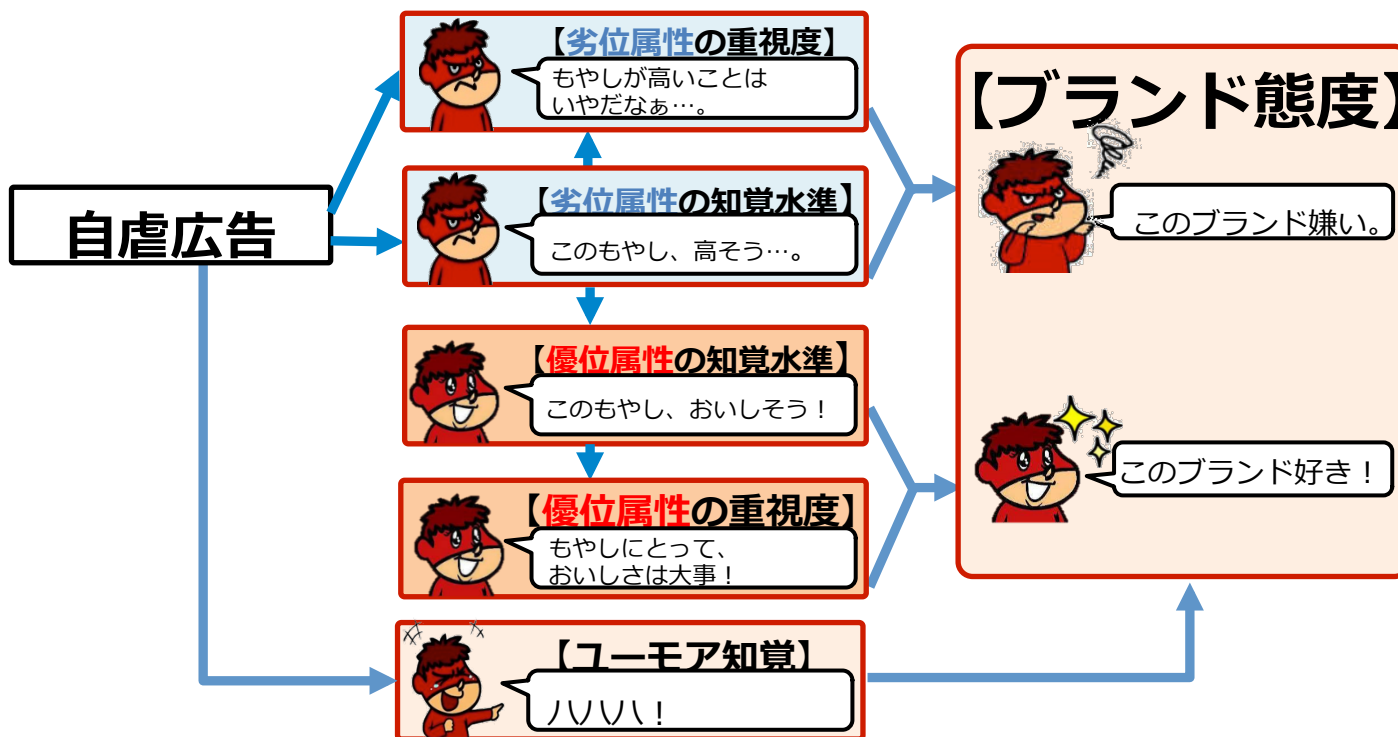 【劣位属性の重視度】
もやしが高いことは
いやだなぁ…。
【劣位属性の知覚水準】
このもやし、高そう…。
自虐広告
【優位属性の知覚水準】
このもやし、おいしそう！
【優位属性の重視度】
もやしにとって、
おいしさは大事！
【ユーモア知覚】
ハハハ！
【ブランド態度】
このブランド嫌い。
このブランド好き！